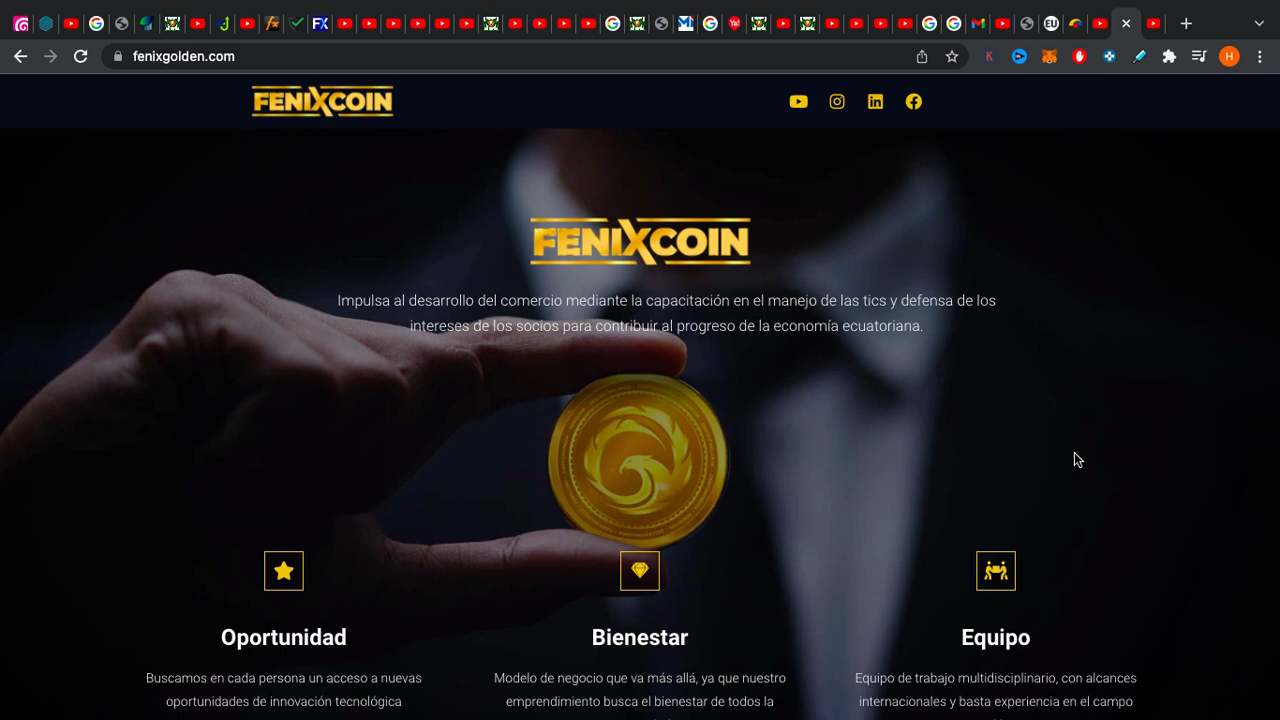 fenixgolden.com
H
FENIXCOIN
FENIXCOIN
Impulsa al desarrollo del comercio mediante la capacitación en el manejo de las tics y defensa de los
intereses de los socios para contribuir al progreso de la economía ecuatoriana.
Oportunidad
Bienestar
Equipo
Buscamos en cada persona un acceso a nuevas
oportunidades de innovación tecnológica
Modelo de negocio que va más allá, ya que nuestro
emprendimiento busca el bienestar de todos la
Equipo de trabajo multidisciplinario, con alcances
internacionales y basta experiencia en el campo